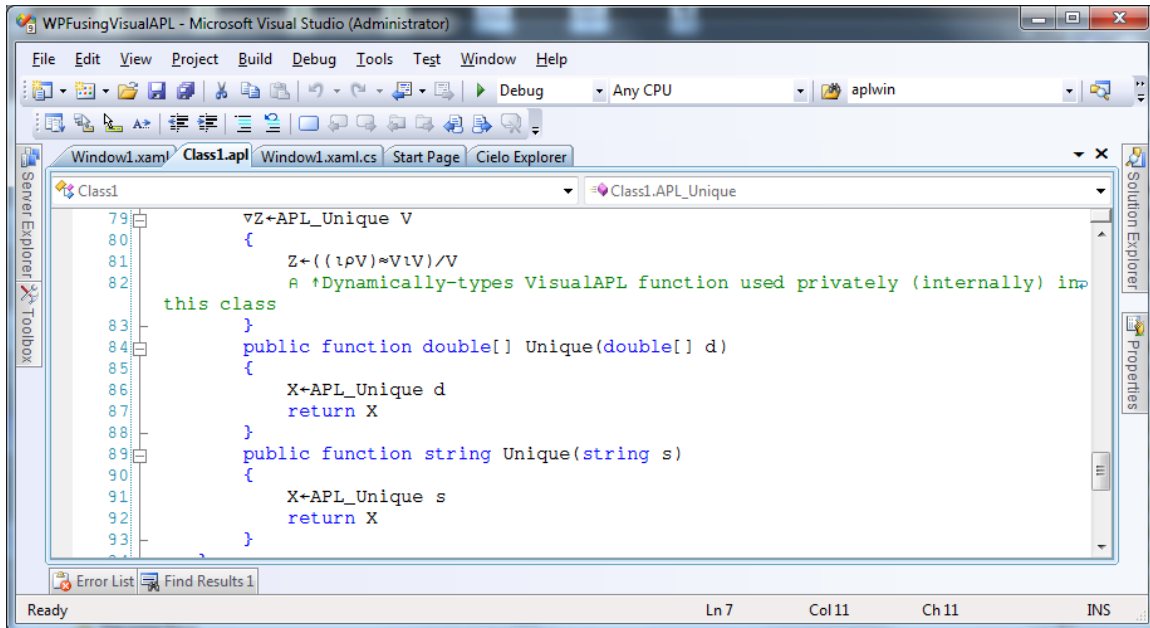 WPFusingVisualAPL - Microsoft Visual Studio (Administrator)
File Edit View Project Build Debug Tools Test Window Help
Debug Any CPU aplwin
Window1.xaml Class1.apl Window1.xaml.cs Start Page Cielo Explorer
Server Explorer
Toolbox
Solution Explorer
Properties
Class1 Class1.APL_Unique
79 ∇Z←APL_Unique V
80 {
81 Z←((⍳⍴V)≈V⍳V)/V
82 ⍝ ↑Dynamically-types VisualAPL function used privately (internally) in
this class
83 }
84 public function double[] Unique(double[] d)
85 {
86 X←APL_Unique d
87 return X
88 }
89 public function string Unique(string s)
90 {
91 X←APL_Unique s
92 return X
93 }
Error List Find Results 1
Ready Ln 7 Col 11 Ch 11 INS